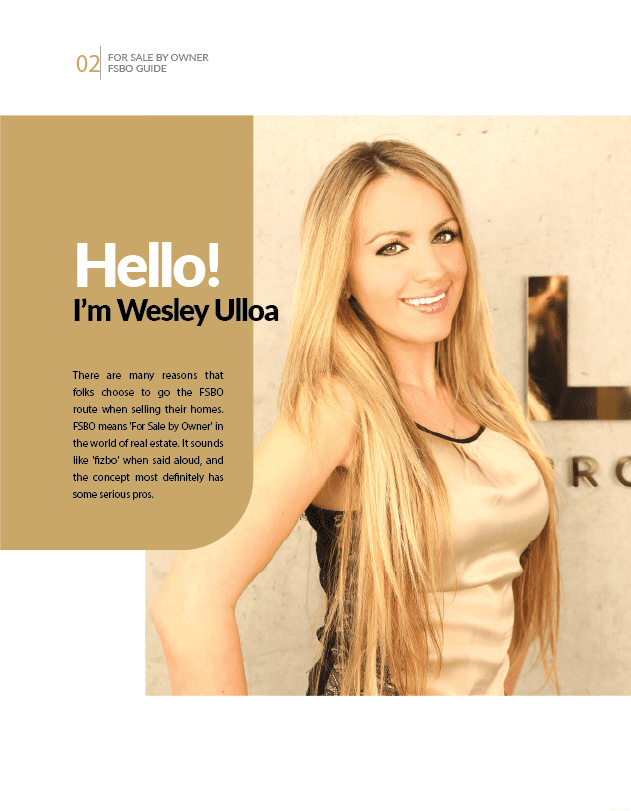 02
FOR SALE BY OWNER
FSBO GUIDE
Hello!
I'm Wesley Ulloa
There are many reasons that
folks choose to go the FSBO
route when selling their homes.
FSBO means 'For Sale by Owner' in
the world of real estate. It sounds
like 'fizbo' when said aloud, and
the concept most definitely has
some serious pros.
L